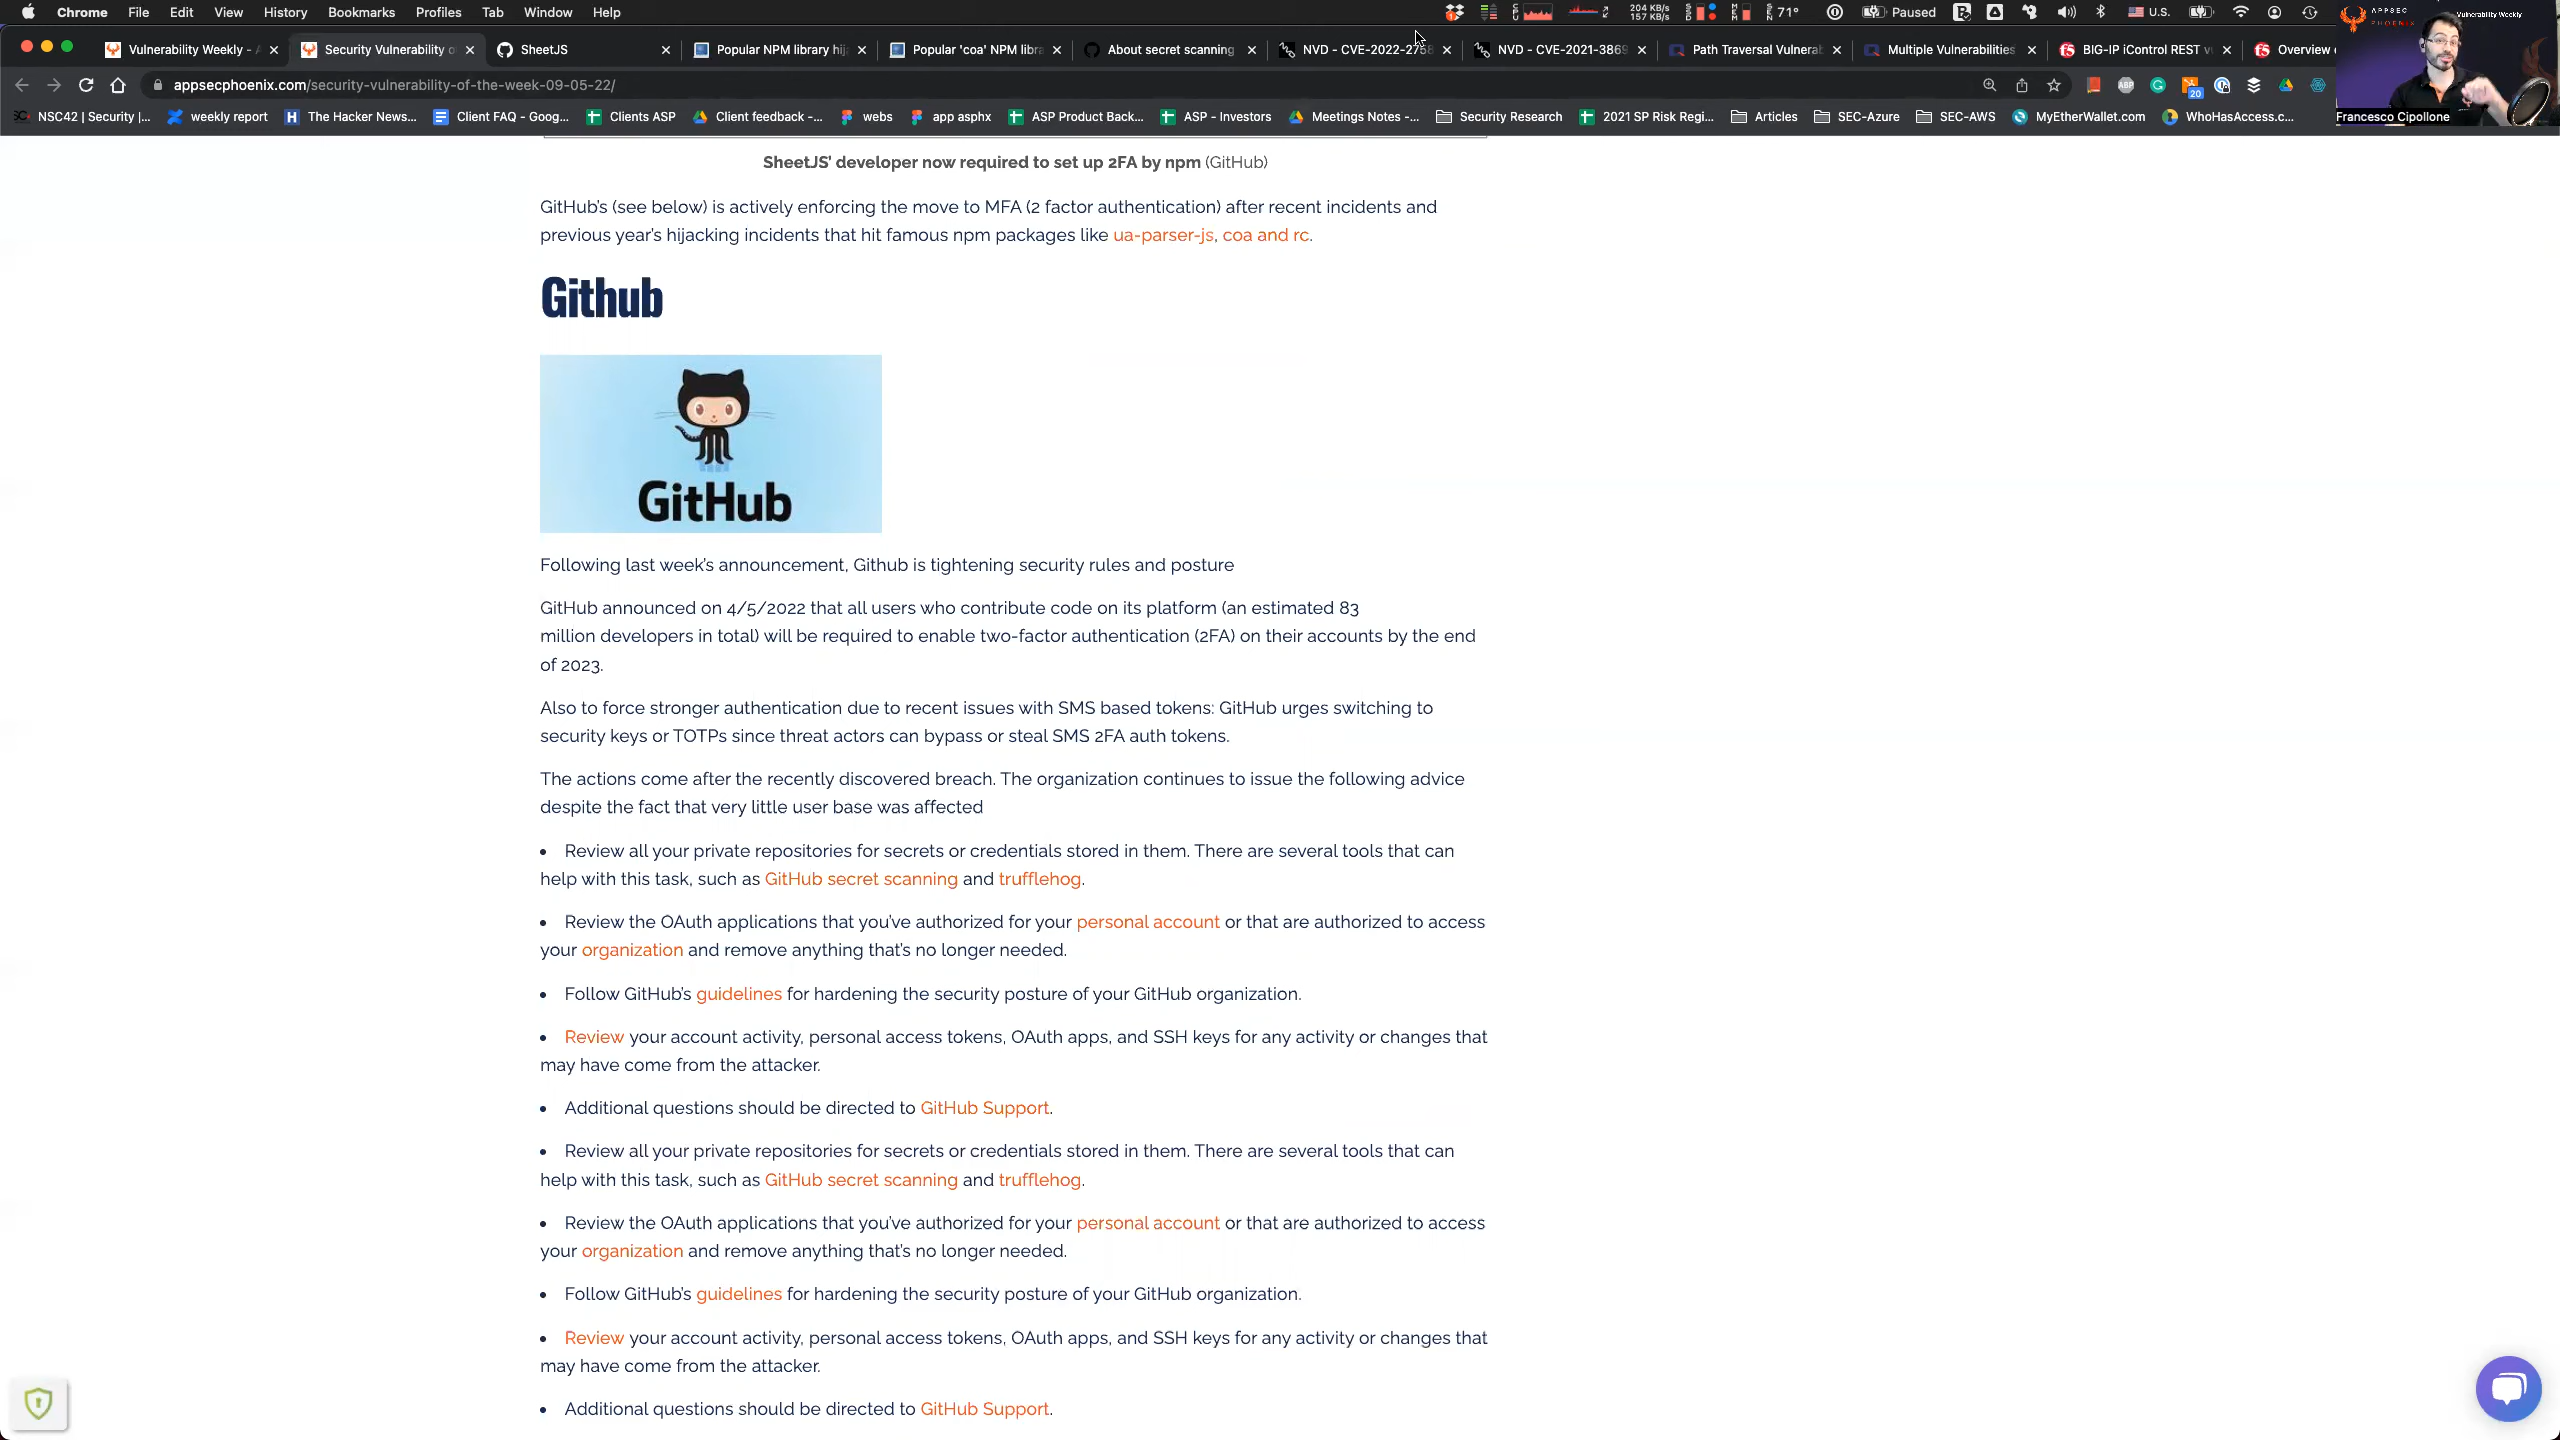 Chrome File Edit View History Bookmarks Profiles Tab Window Help
204 KB/s
157 KB/s
71°
Paused
U.S.
APPSEC
PHOENIX
Vulnerability Weekly
Vulnerability Weekly - A
Security Vulnerability o
SheetJS
Popular NPM library hij
Popular 'coa' NPM libra
About secret scanning
NVD - CVE-2022-2758
NVD - CVE-2021-3869
Path Traversal Vulnerab
Multiple Vulnerabilities
BIG-IP iControl REST v
Overview
appsecphoenix.com/security-vulnerability-of-the-week-09-05-22/
20
Francesco Cipollone
NSC42 | Security |...
weekly report
The Hacker News...
Client FAQ - Goog...
Clients ASP
Client feedback -...
webs
app asphx
ASP Product Back...
ASP - Investors
Meetings Notes -...
Security Research
2021 SP Risk Regi...
Articles
SEC-Azure
SEC-AWS
MyEtherWallet.com
WhoHasAccess.c...
SheetJS' developer now required to set up 2FA by npm (GitHub)
GitHub's (see below) is actively enforcing the move to MFA (2 factor authentication) after recent incidents and
previous year's hijacking incidents that hit famous npm packages like ua-parser-js, coa and rc.
Github
GitHub
Following last week's announcement, Github is tightening security rules and posture
GitHub announced on 4/5/2022 that all users who contribute code on its platform (an estimated 83
million developers in total) will be required to enable two-factor authentication (2FA) on their accounts by the end
of 2023.
Also to force stronger authentication due to recent issues with SMS based tokens: GitHub urges switching to
security keys or TOTPs since threat actors can bypass or steal SMS 2FA auth tokens.
The actions come after the recently discovered breach. The organization continues to issue the following advice
despite the fact that very little user base was affected
• Review all your private repositories for secrets or credentials stored in them. There are several tools that can
help with this task, such as GitHub secret scanning and trufflehog.
• Review the OAuth applications that you've authorized for your personal account or that are authorized to access
your organization and remove anything that's no longer needed.
• Follow GitHub's guidelines for hardening the security posture of your GitHub organization.
• Review your account activity, personal access tokens, OAuth apps, and SSH keys for any activity or changes that
may have come from the attacker.
• Additional questions should be directed to GitHub Support.
• Review all your private repositories for secrets or credentials stored in them. There are several tools that can
help with this task, such as GitHub secret scanning and trufflehog.
• Review the OAuth applications that you've authorized for your personal account or that are authorized to access
your organization and remove anything that's no longer needed.
• Follow GitHub's guidelines for hardening the security posture of your GitHub organization.
• Review your account activity, personal access tokens, OAuth apps, and SSH keys for any activity or changes that
may have come from the attacker.
• Additional questions should be directed to GitHub Support.